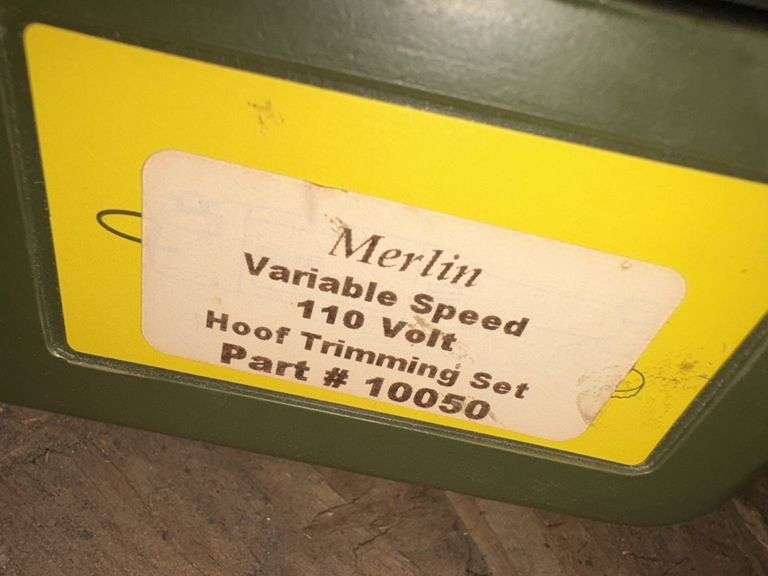 Merlin
Variable Speed
110 Volt
Hoof Trimming Set
Part # 10050